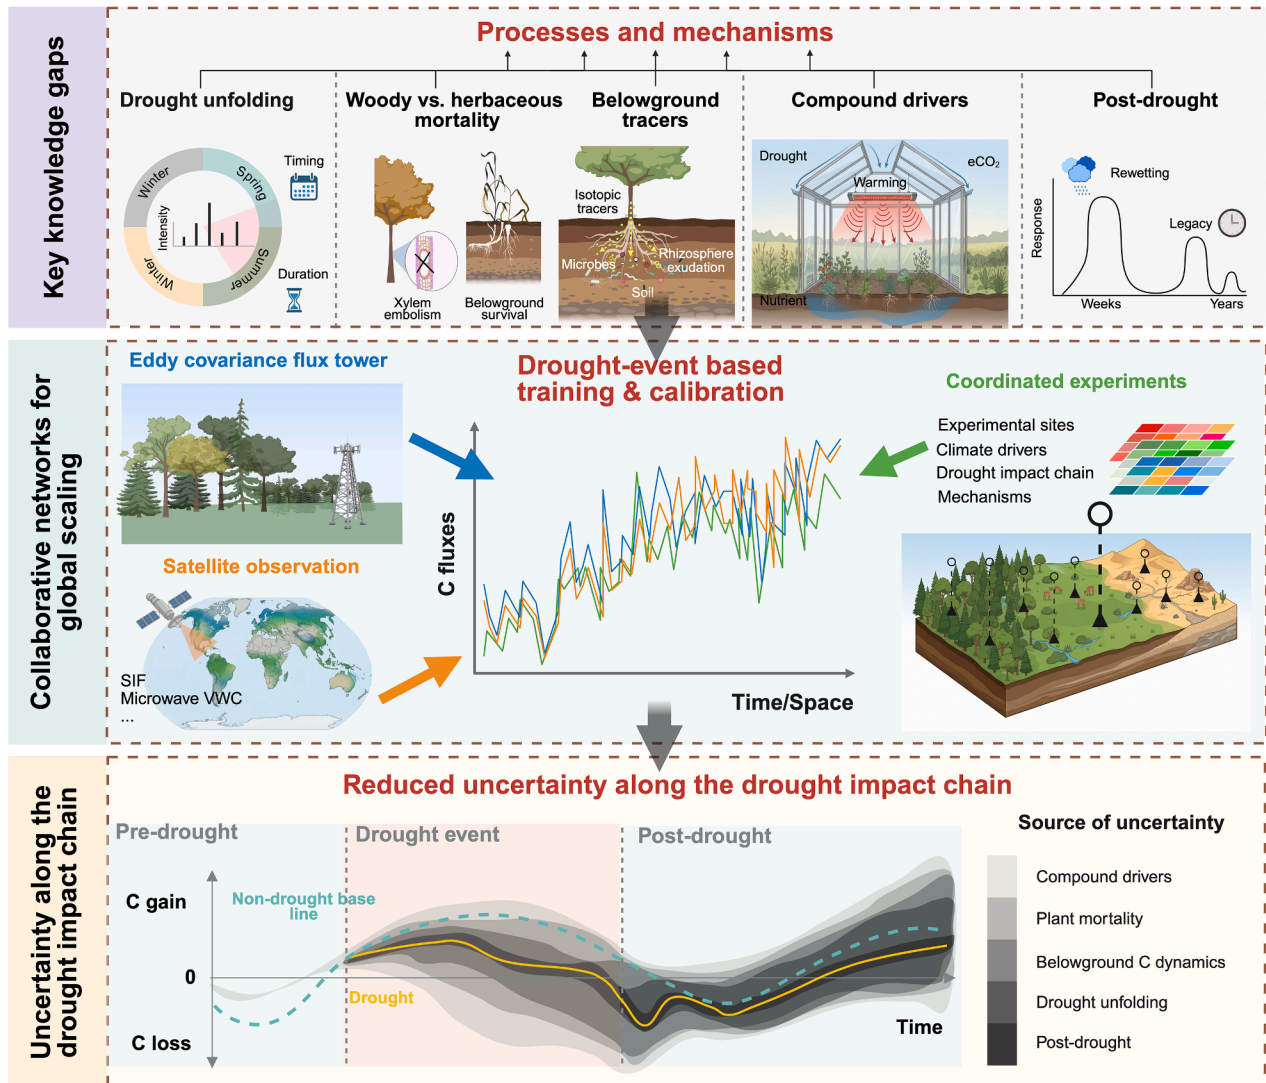 Key knowledge gaps
Processes and mechanisms
Drought unfolding
Winter
Spring
Summer
Winter
Intensity
Timing
Duration
Woody vs. herbaceous
mortality
Xylem
embolism
Belowground
survival
Belowground
tracers
Isotopic
tracers
Microbes
Rhizosphere
exudation
Soil
Compound drivers
Drought
eCO2
Warming
Nutrient
Post-drought
Rewetting
Legacy
Response
Weeks
Years
Collaborative networks for
global scaling
Eddy covariance flux tower
Satellite observation
SIF
Microwave VWC
...
Drought-event based
training & calibration
C fluxes
Time/Space
Coordinated experiments
Experimental sites
Climate drivers
Drought impact chain
Mechanisms
Uncertainty along the
drought impact chain
Reduced uncertainty along the drought impact chain
Pre-drought
Drought event
Post-drought
C gain
0
C loss
Non-drought base
line
Drought
Time
Source of uncertainty
Compound drivers
Plant mortality
Belowground C dynamics
Drought unfolding
Post-drought